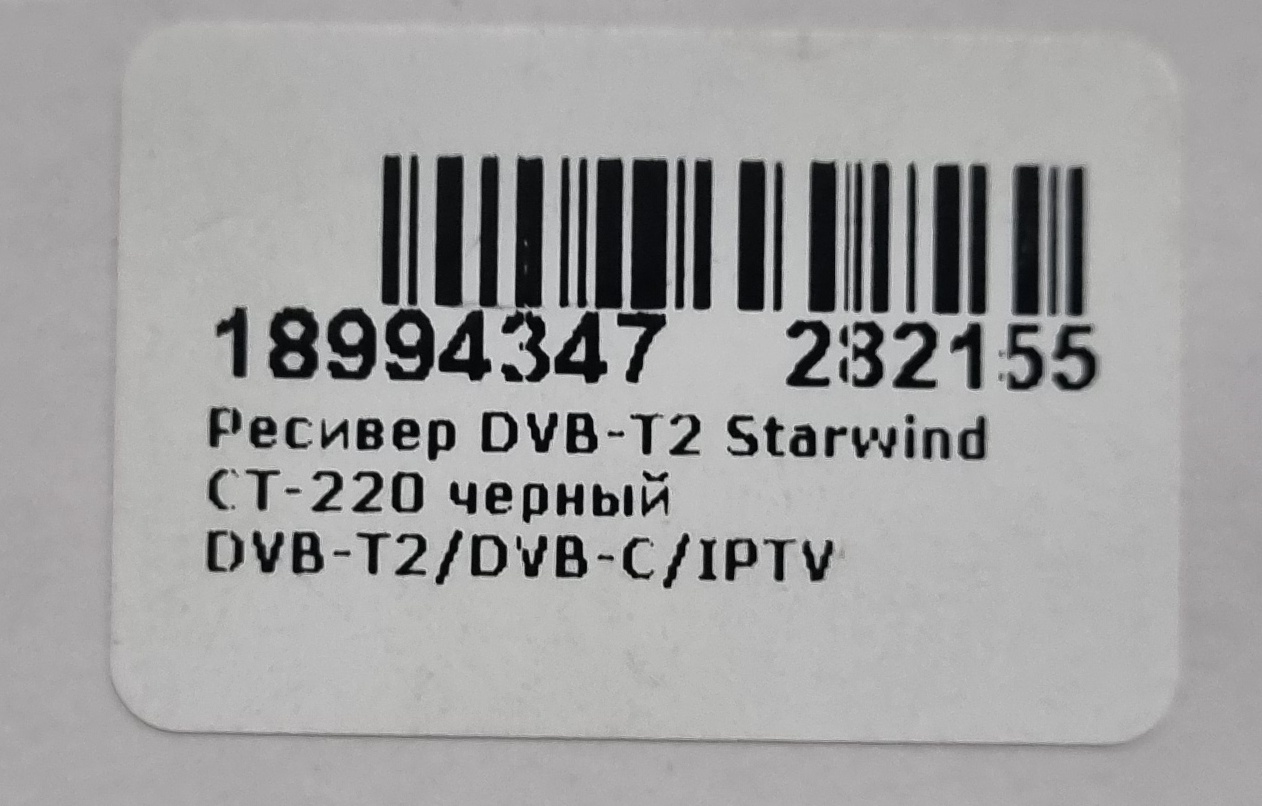 18994347 232155
Ресивер DVB-T2 Starwind
CT-220 черный
DVB-T2/DVB-C/IPTV